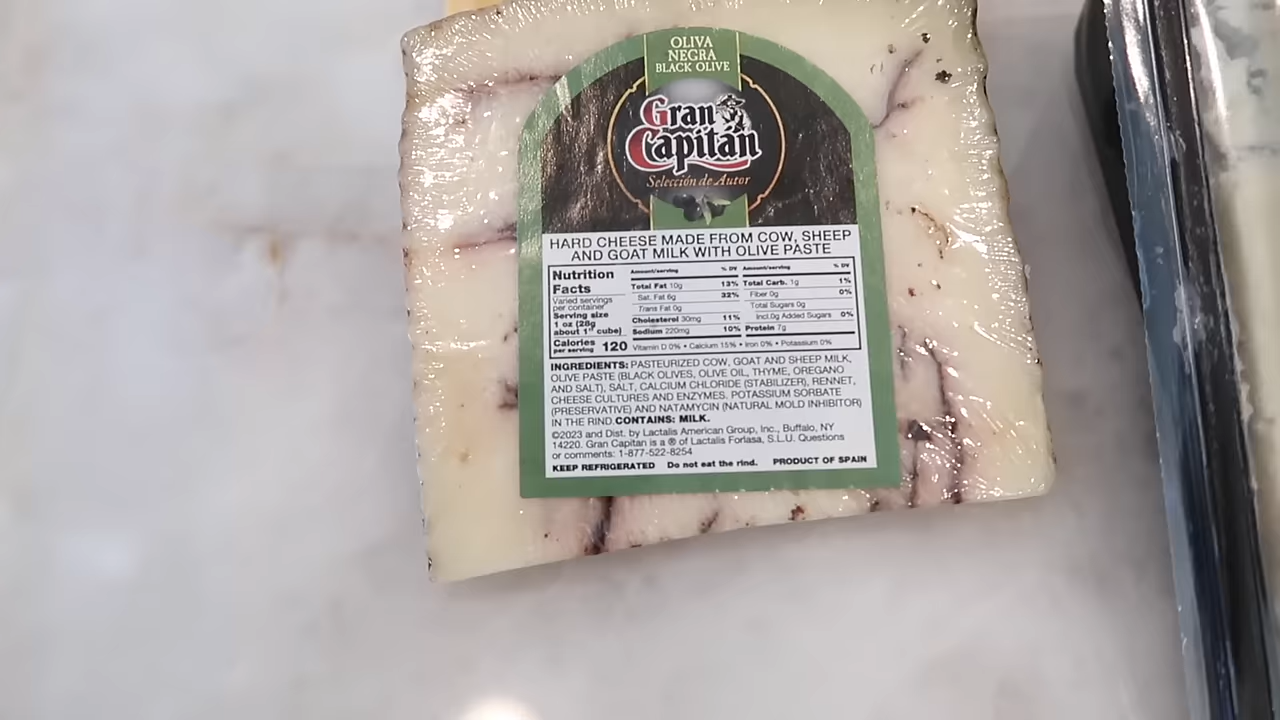 OLIVA
NEGRA
BLACK OLIVE
Gran
Capitán
Selección de Autor
HARD CHEESE MADE FROM COW, SHEEP
AND GOAT MILK WITH OLIVE PASTE
Nutrition
Facts
Varied servings
per container
Serving size
1 oz (28g
about 1" cube)
Calories
per serving 120
Amount/serving % DV
Total Fat 10g 13%
Sat. Fat 6g 32%
Trans Fat 0g
Cholesterol 30mg 11%
Sodium 220mg 10%
Amount/serving % DV
Total Carb. 1g 1%
Fiber 0g 0%
Total Sugars 0g
Incl.0g Added Sugars 0%
Protein 7g
Vitamin D 0% • Calcium 15% • Iron 0% • Potassium 0%
INGREDIENTS: PASTEURIZED COW, GOAT AND SHEEP MILK,
OLIVE PASTE (BLACK OLIVES, OLIVE OIL, THYME, OREGANO
AND SALT), SALT, CALCIUM CHLORIDE (STABILIZER), RENNET,
CHEESE CULTURES AND ENZYMES. POTASSIUM SORBATE
(PRESERVATIVE) AND NATAMYCIN (NATURAL MOLD INHIBITOR)
IN THE RIND. CONTAINS: MILK.
©2023 and Dist. by Lactalis American Group, Inc., Buffalo, NY
14220. Gran Capitan is a ® of Lactalis Forlasa, S.L.U. Questions
or comments: 1-877-522-8254
KEEP REFRIGERATED Do not eat the rind. PRODUCT OF SPAIN